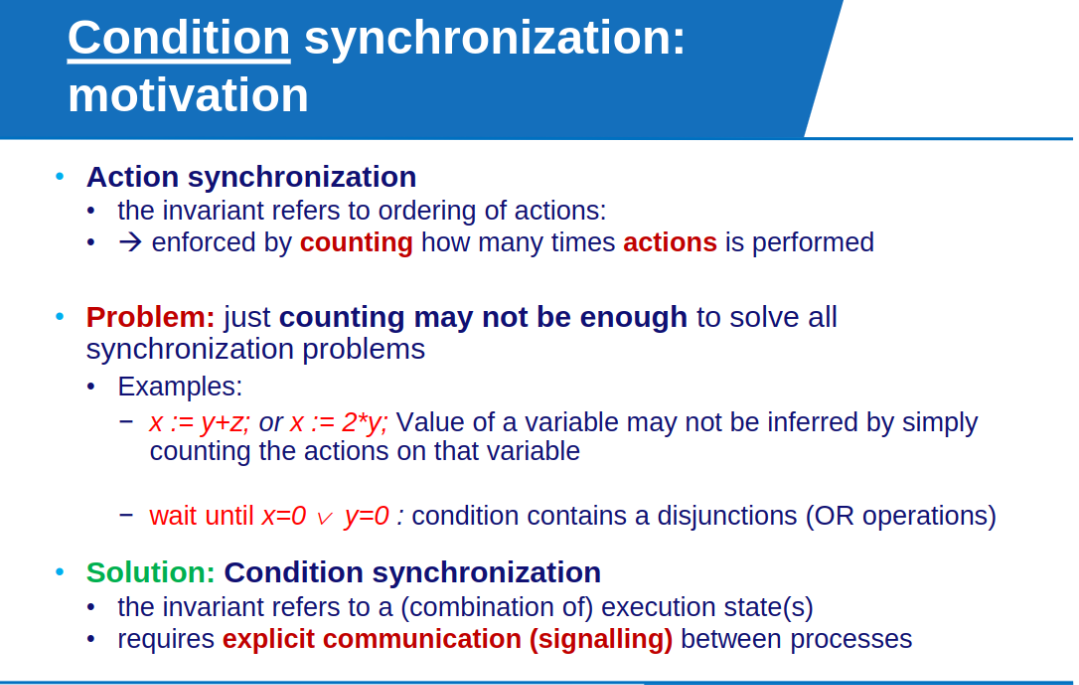 Condition synchronization:
motivation
• Action synchronization
• the invariant refers to ordering of actions:
• → enforced by counting how many times actions is performed
• Problem: just counting may not be enough to solve all
synchronization problems
• Examples:
– x := y+z; or x := 2*y; Value of a variable may not be inferred by simply
counting the actions on that variable
– wait until x=0 ∨ y=0 : condition contains a disjunctions (OR operations)
• Solution: Condition synchronization
• the invariant refers to a (combination of) execution state(s)
• requires explicit communication (signalling) between processes